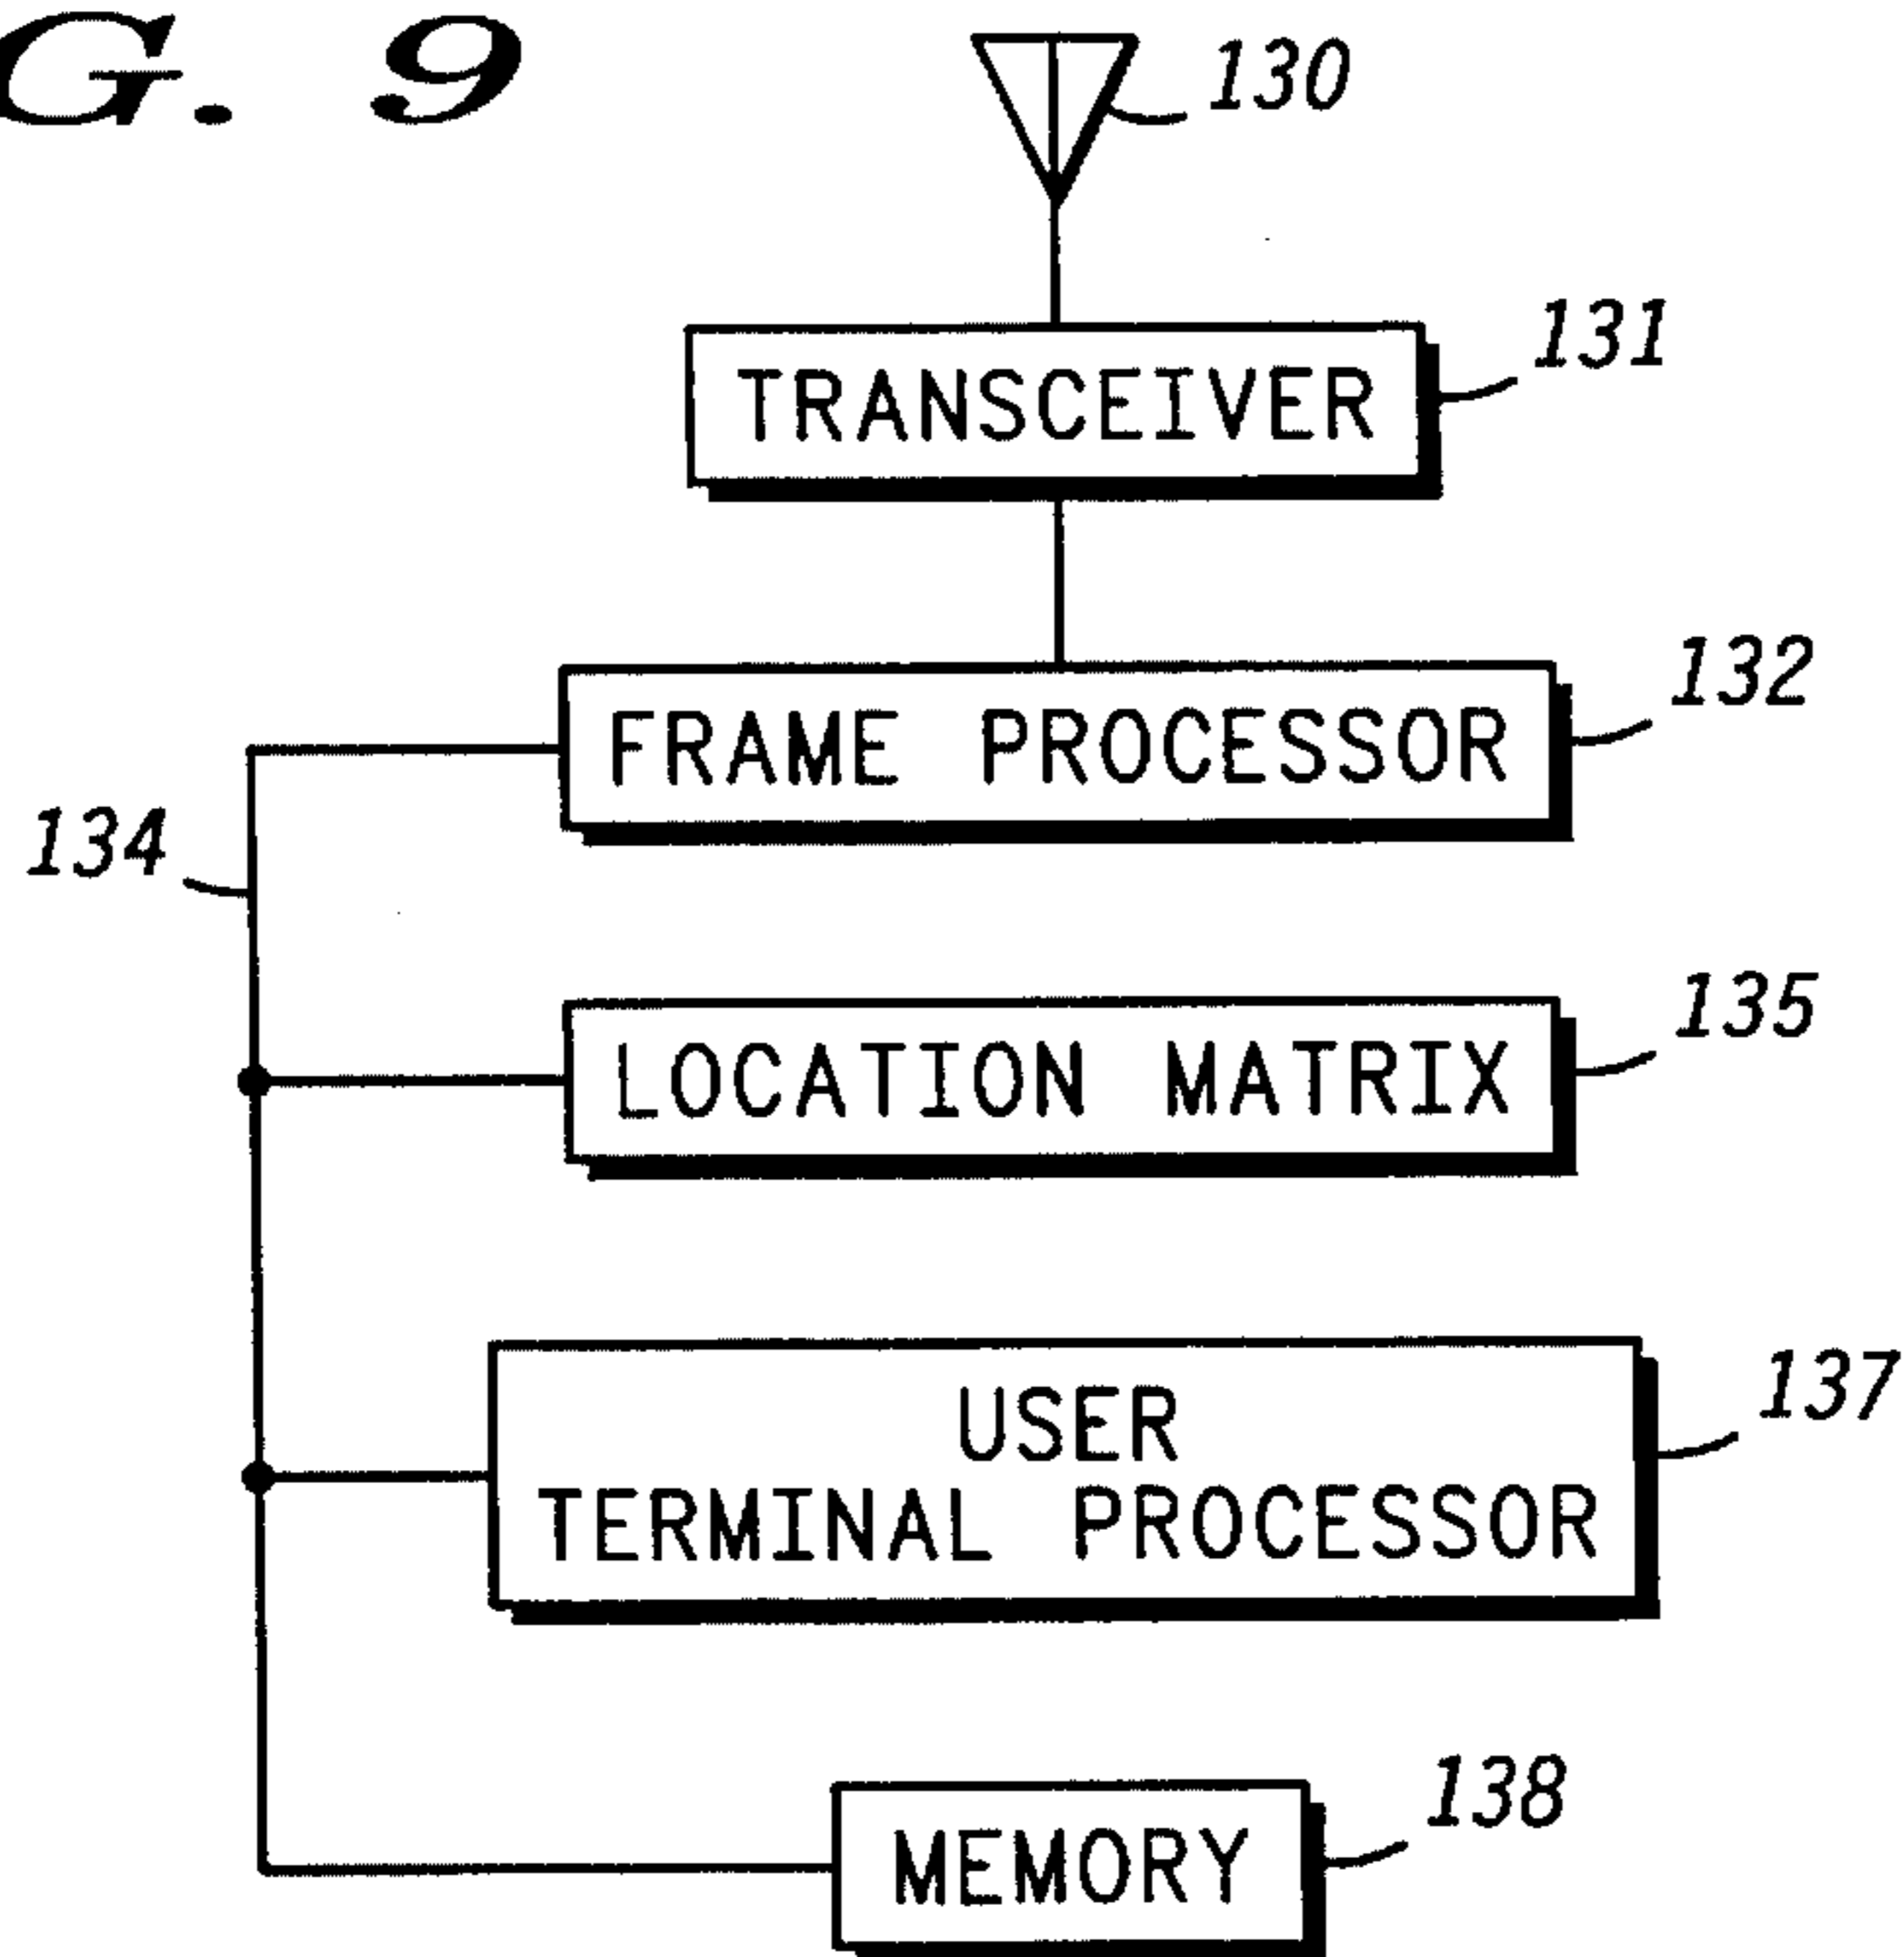 G. 9
130
131
TRANSCEIVER
132
FRAME PROCESSOR
134
135
LOCATION MATRIX
137
USER
TERMINAL PROCESSOR
138
MEMORY